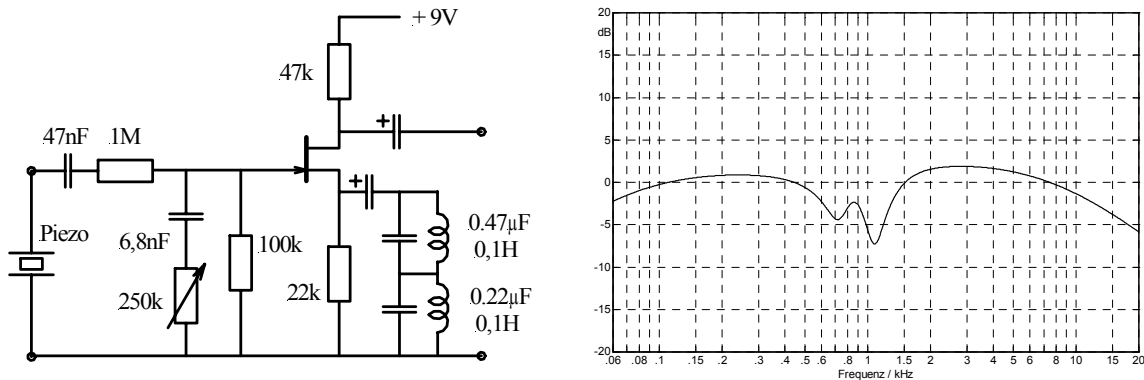 + 9V
.47k
.47nF
.1M
.Piezo
.6,8nF
.100k
.250k
.22k
0.47µF
0,1H
0.22µF
0,1H
20
dB
15
10
5
0
-5
-10
-15
-20
.06 .08 .1 .2 .3 .4 .5 .6 .8 1 1.5 2 3 4 5 6 8 10 15 20
Frequenz / kHz